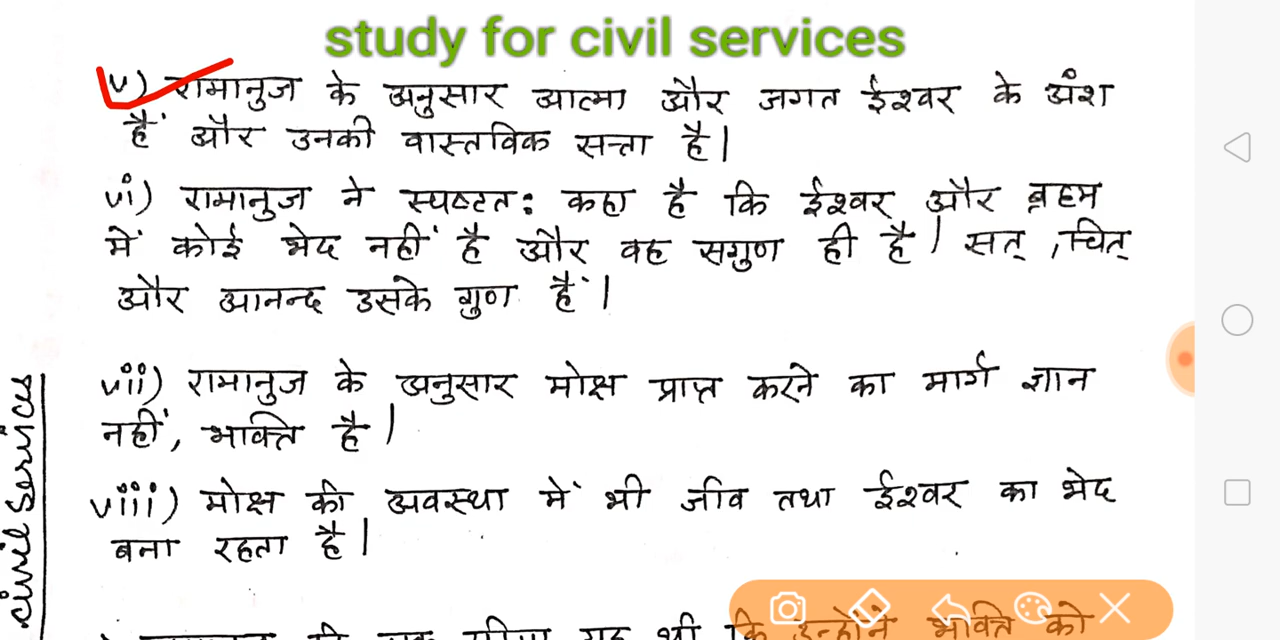 study for civil services
v) रामानुज के अनुसार आत्मा और जगत ईश्वर के अंश
हैं और उनकी वास्तविक सत्ता है।
vi) रामानुज ने स्पष्टत: कहा है कि ईश्वर और ब्रह्म
में कोई भेद नहीं है और वह सगुण ही है। सत् , चित्
और आनन्द उसके गुण हैं।
vii) रामानुज के अनुसार मोक्ष प्राप्त करने का मार्ग ज्ञान
नहीं, भक्ति है।
viii) मोक्ष की अवस्था में भी जीव तथा ईश्वर का भेद
बना रहता है।
कि उन्होंने भक्ति को
civil Services